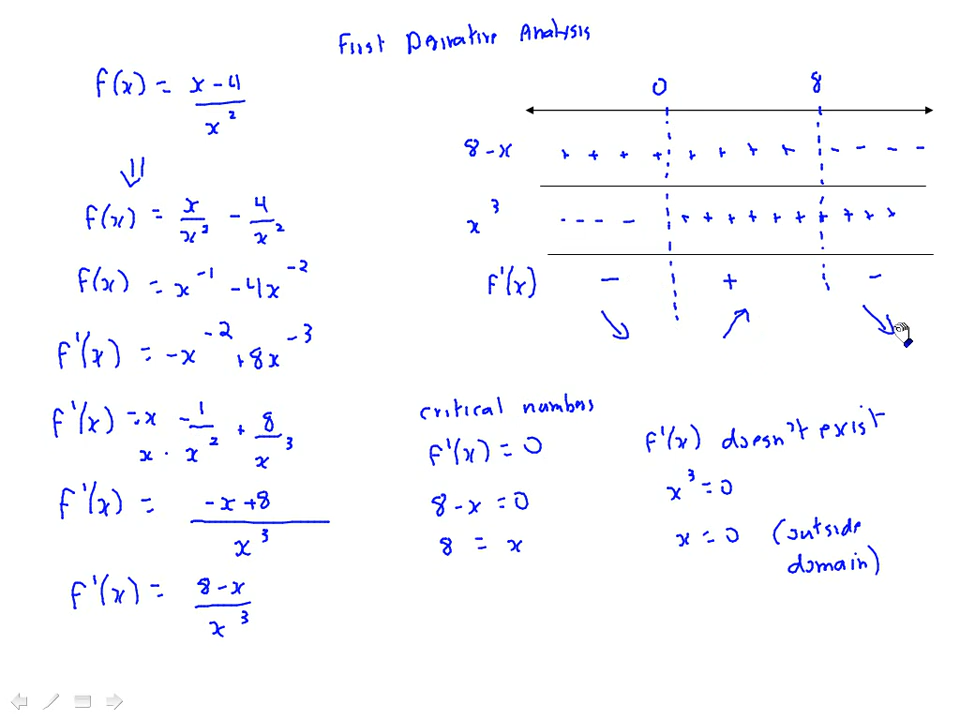 First Derivative Analysis
f(x) = x-4 / x²
⇓
f(x) = x/x² - 4/x²
f(x) = x⁻¹ - 4x⁻²
f'(x) = -x⁻² + 8x⁻³
f'(x) = x · -1 / x · x² + 8/x³
f'(x) = -x+8 / x³
f'(x) = 8-x / x³
0 8
8-x + + + + + + + + - - - -
x³ - - - - + + + + + + + + + +
f'(x) - + -
↘ ↗ ↘
critical numbers
f'(x) = 0
8-x = 0
8 = x
f'(x) doesn't exist
x³ = 0
x = 0 (outside
domain)